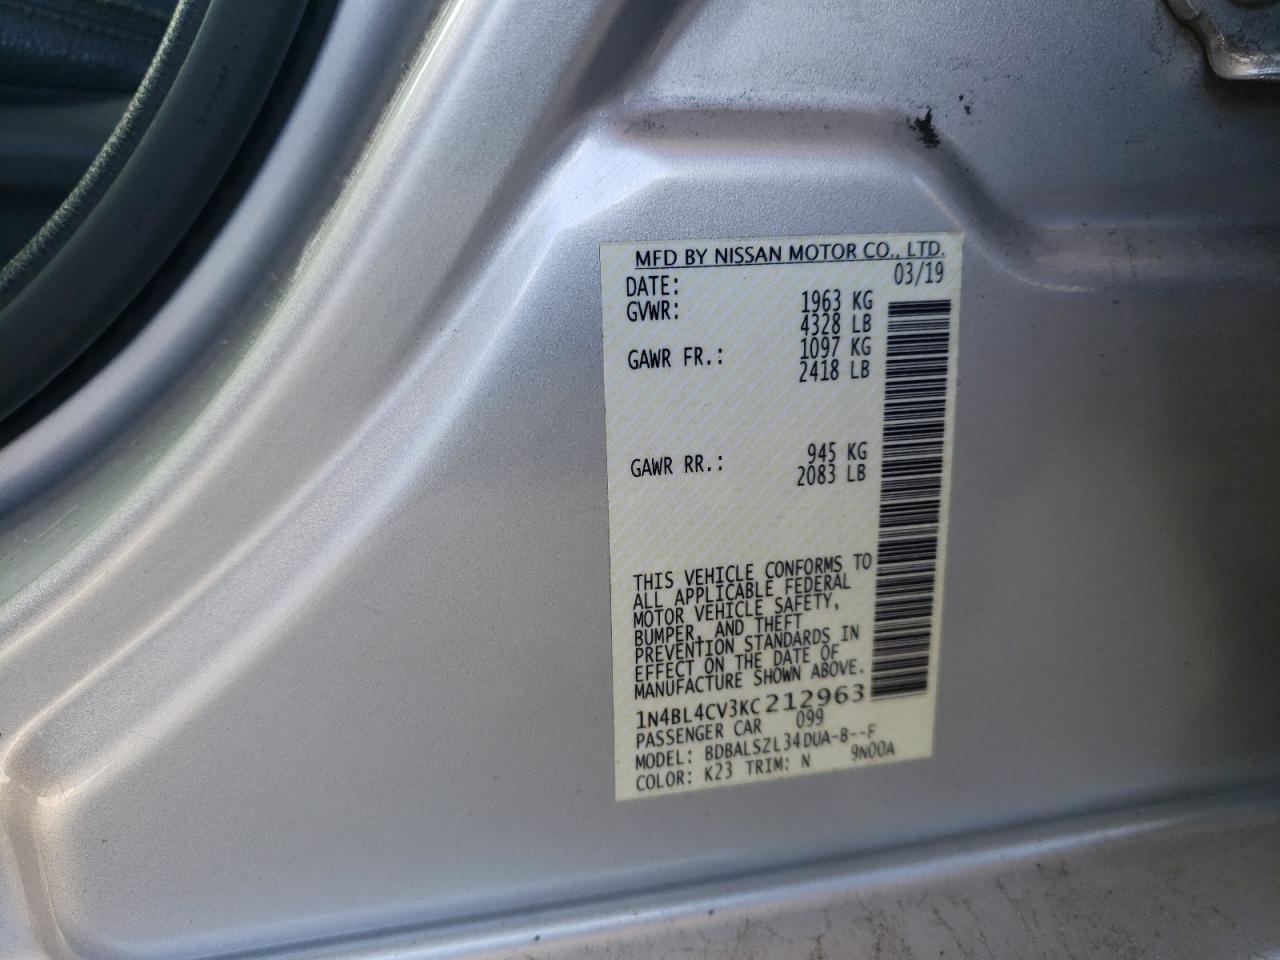 MFD BY NISSAN MOTOR CO., LTD.
DATE: 03/19
GVWR: 1963 KG
4328 LB
GAWR FR.: 1097 KG
2418 LB
GAWR RR.: 945 KG
2083 LB
THIS VEHICLE CONFORMS TO
ALL APPLICABLE FEDERAL
MOTOR VEHICLE SAFETY,
BUMPER, AND THEFT
PREVENTION STANDARDS IN
EFFECT ON THE DATE OF
MANUFACTURE SHOWN ABOVE.
1N4BL4CV3KC212963
PASSENGER CAR 099
MODEL: BDBALSZL34DUA-8--F
COLOR: K23 TRIM: N 9N00A